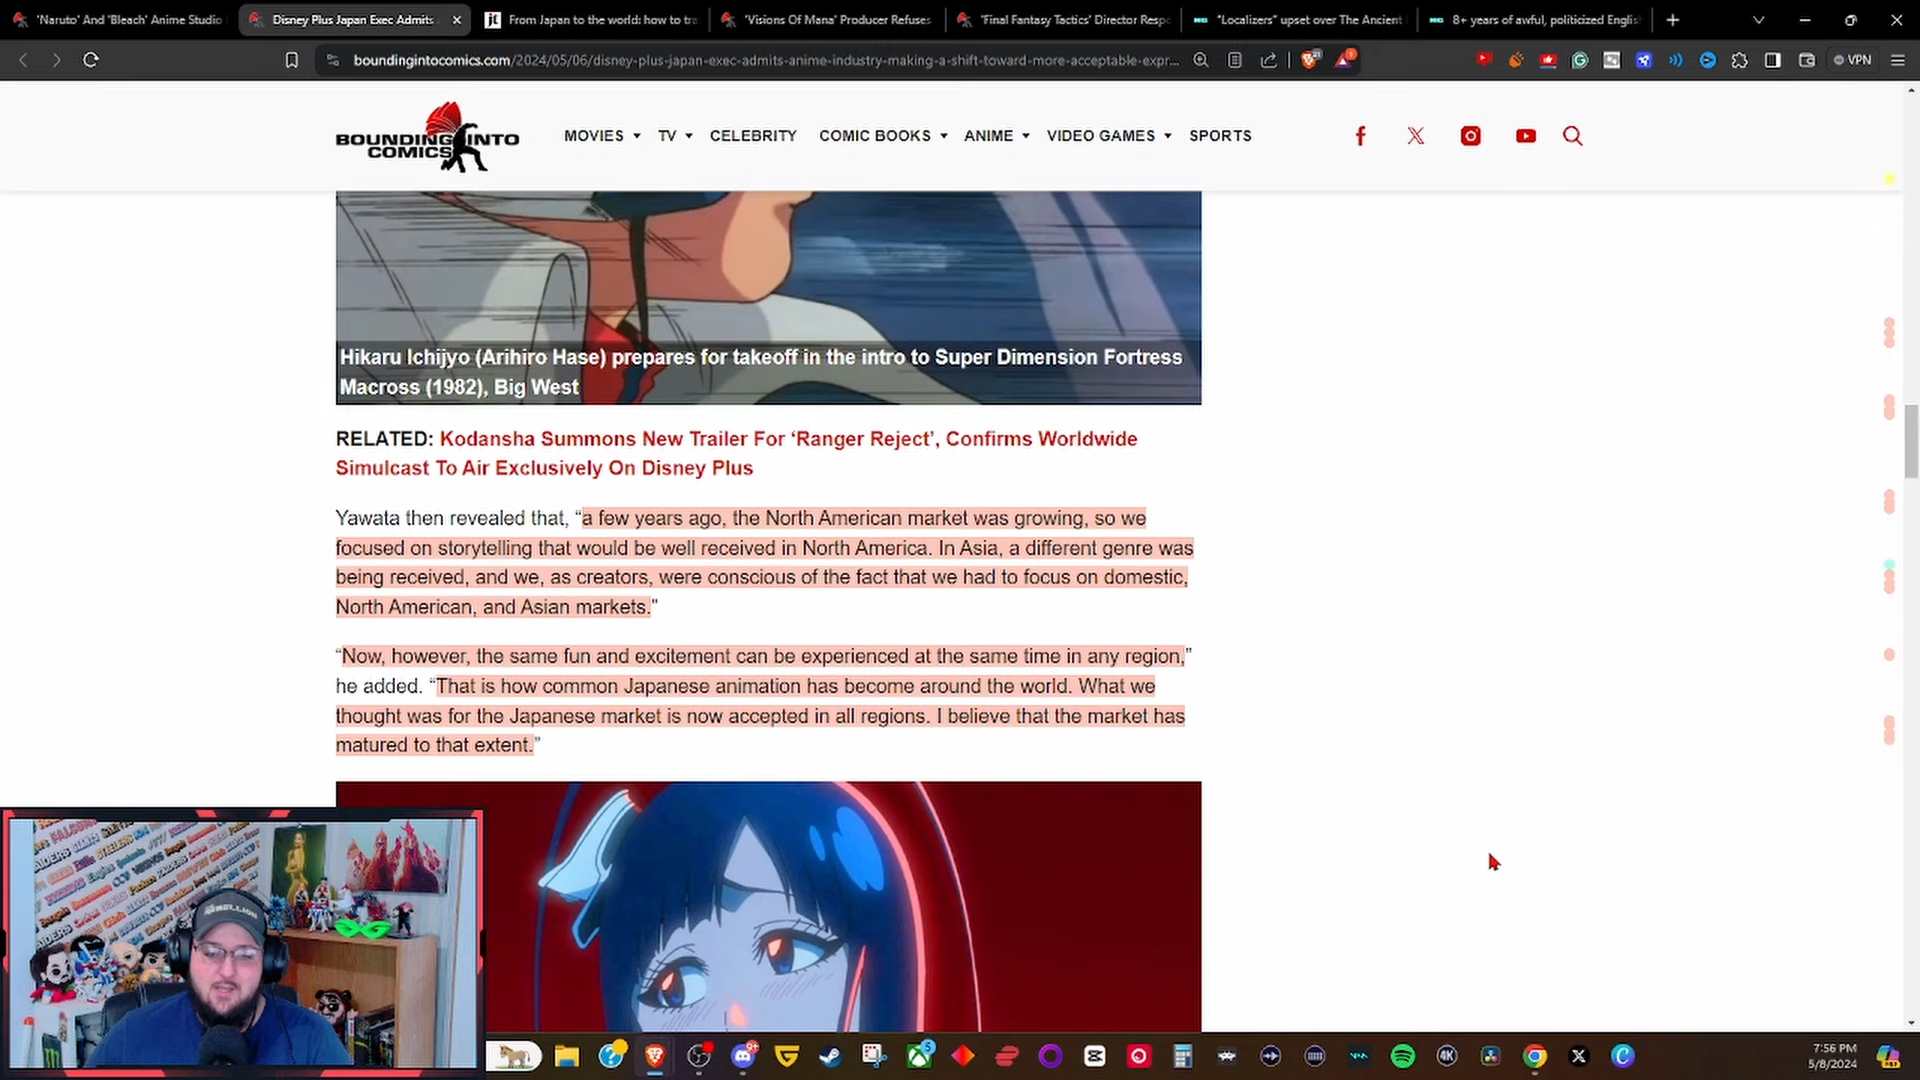 'Naruto' And 'Bleach' Anime Studio
Disney Plus Japan Exec Admits
From Japan to the world: how to tra
'Visions Of Mana' Producer Refuses
'Final Fantasy Tactics' Director Resp
"Localizers" upset over The Ancient
8+ years of awful, politicized Englis
boundingintocomics.com/2024/05/06/disney-plus-japan-exec-admits-anime-industry-making-a-shift-toward-more-acceptable-expr...
VPN
BOUNDING INTO
COMICS
MOVIES
TV
CELEBRITY
COMIC BOOKS
ANIME
VIDEO GAMES
SPORTS
Hikaru Ichijyo (Arihiro Hase) prepares for takeoff in the intro to Super Dimension Fortress
Macross (1982), Big West
RELATED: Kodansha Summons New Trailer For ‘Ranger Reject’, Confirms Worldwide
Simulcast To Air Exclusively On Disney Plus
Yawata then revealed that, “a few years ago, the North American market was growing, so we
focused on storytelling that would be well received in North America. In Asia, a different genre was
being received, and we, as creators, were conscious of the fact that we had to focus on domestic,
North American, and Asian markets.”
“Now, however, the same fun and excitement can be experienced at the same time in any region,”
he added. “That is how common Japanese animation has become around the world. What we
thought was for the Japanese market is now accepted in all regions. I believe that the market has
matured to that extent.”
REBELLION
7:56 PM
5/8/2024